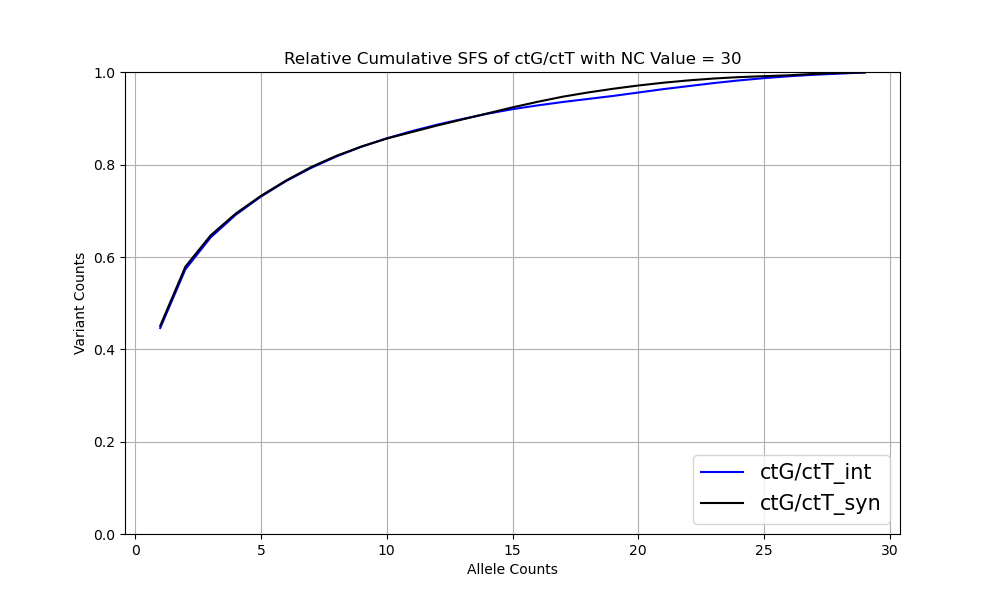 Relative Cumulative SFS of ctG/ctT with NC Value = 30
1.0
0.8
0.6
0.4
0.2
0.0
Variant Counts
ctG/ctT_int
ctG/ctT_syn
0 5 10 15 20 25 30
Allele Counts